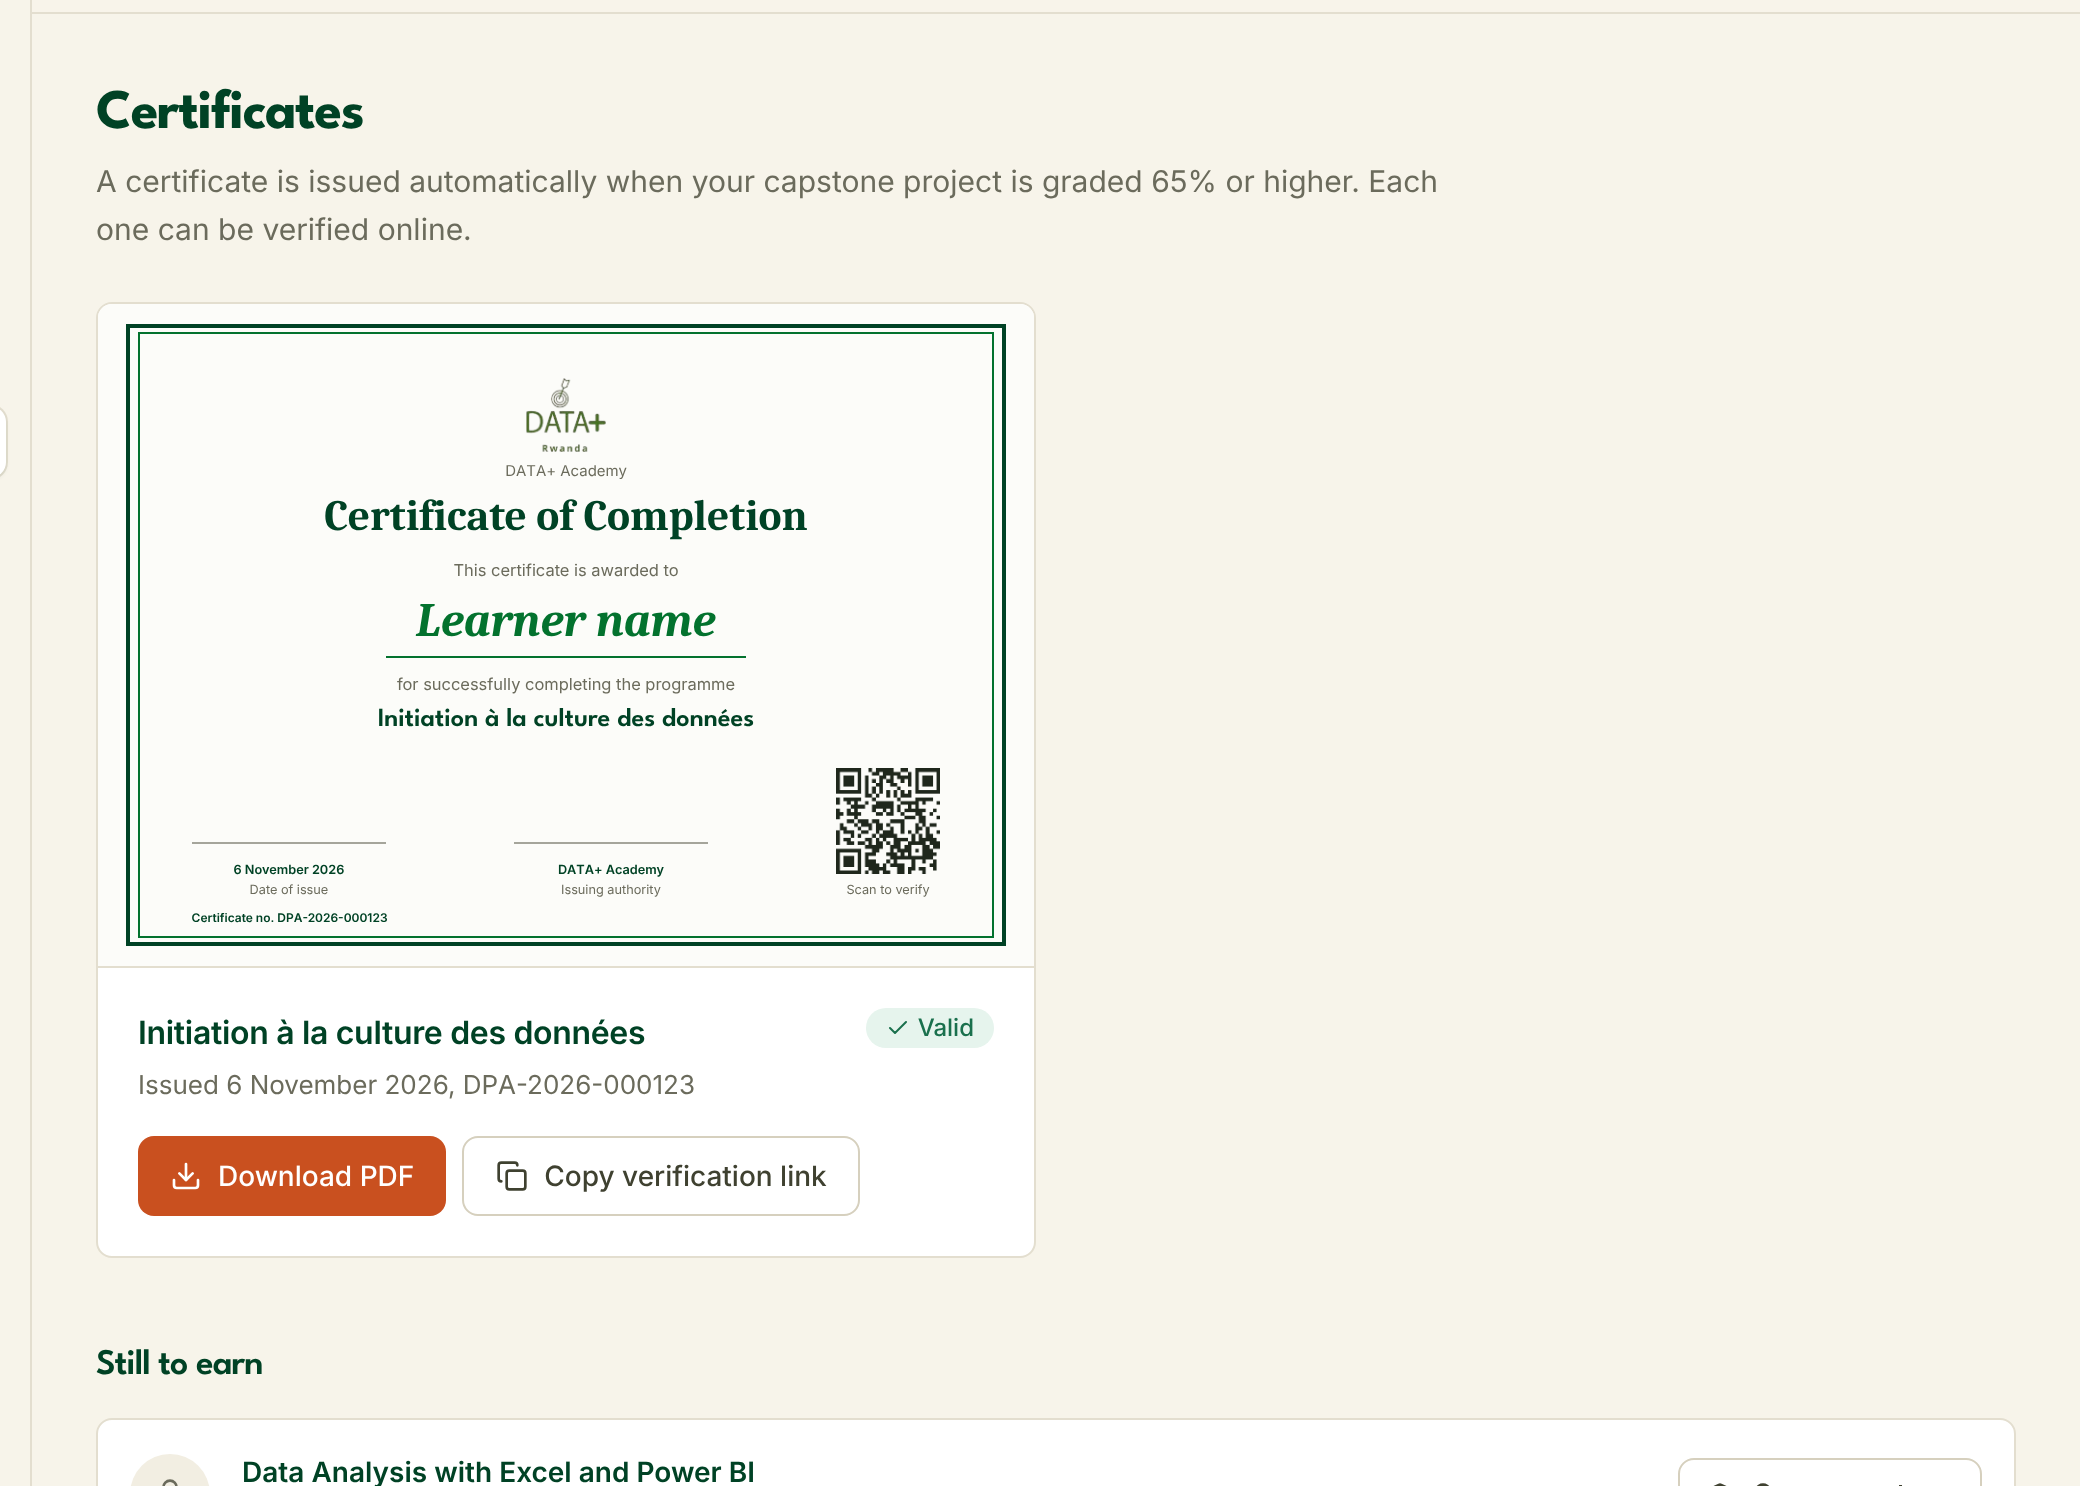 Certificates
A certificate is issued automatically when your capstone project is graded 65% or higher. Each
one can be verified online.
DATA+
Rwanda
DATA+ Academy
Certificate of Completion
This certificate is awarded to
Learner name
for successfully completing the programme
Initiation à la culture des données
6 November 2026
Date of issue
DATA+ Academy
Issuing authority
Scan to verify
Certificate no. DPA-2026-000123
Initiation à la culture des données
Valid
Issued 6 November 2026, DPA-2026-000123
Download PDF
Copy verification link
Still to earn
Data Analysis with Excel and Power BI